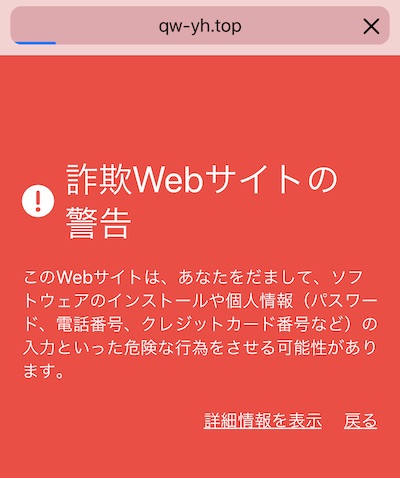 qw-yh.top
詐欺Webサイトの
警告
このWebサイトは、あなたをだまして、ソフ
トウェアのインストールや個人情報（パスワー
ド、電話番号、クレジットカード番号など）の
入力といった危険な行為をさせる可能性があり
ます。
詳細情報を表示 戻る